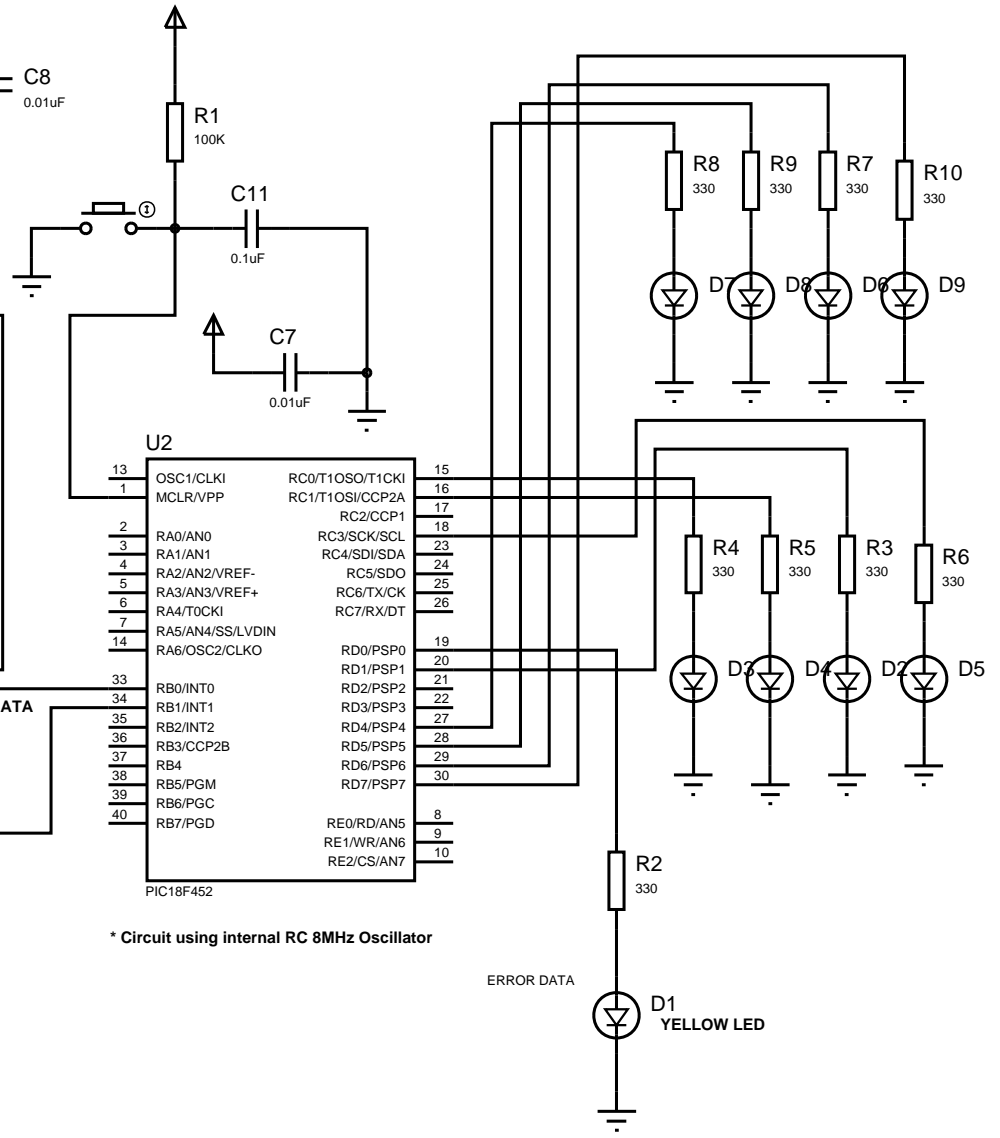 C8
0.01uF
R1
100K
C11
0.1uF
C7
0.01uF
R8
330
R9
330
R7
330
R10
330
D7
D8
D6
D9
U2
13 OSC1/CLKI
1 MCLR/VPP
2 RA0/AN0
3 RA1/AN1
4 RA2/AN2/VREF-
5 RA3/AN3/VREF+
6 RA4/T0CKI
7 RA5/AN4/SS/LVDIN
14 RA6/OSC2/CLKO
33 RB0/INT0
34 RB1/INT1
35 RB2/INT2
36 RB3/CCP2B
37 RB4
38 RB5/PGM
39 RB6/PGC
40 RB7/PGD
RC0/T1OSO/T1CKI 15
RC1/T1OSI/CCP2A 16
RC2/CCP1 17
RC3/SCK/SCL 18
RC4/SDI/SDA 23
RC5/SDO 24
RC6/TX/CK 25
RC7/RX/DT 26
RD0/PSP0 19
RD1/PSP1 20
RD2/PSP2 21
RD3/PSP3 22
RD4/PSP4 27
RD5/PSP5 28
RD6/PSP6 29
RD7/PSP7 30
RE0/RD/AN5 8
RE1/WR/AN6 9
RE2/CS/AN7 10
PIC18F452
ATA
R4
330
R5
330
R3
330
R6
330
D3
D4
D2
D5
R2
330
* Circuit using internal RC 8MHz Oscillator
ERROR DATA
D1
YELLOW LED